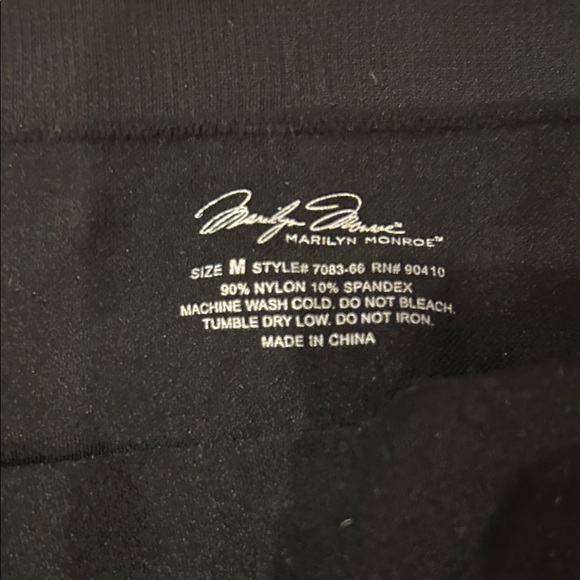 Marilyn Monroe™
MARILYN MONROE™
SIZE M STYLE# 7083-66 RN# 90410
90% NYLON 10% SPANDEX
MACHINE WASH COLD. DO NOT BLEACH.
TUMBLE DRY LOW. DO NOT IRON.
MADE IN CHINA